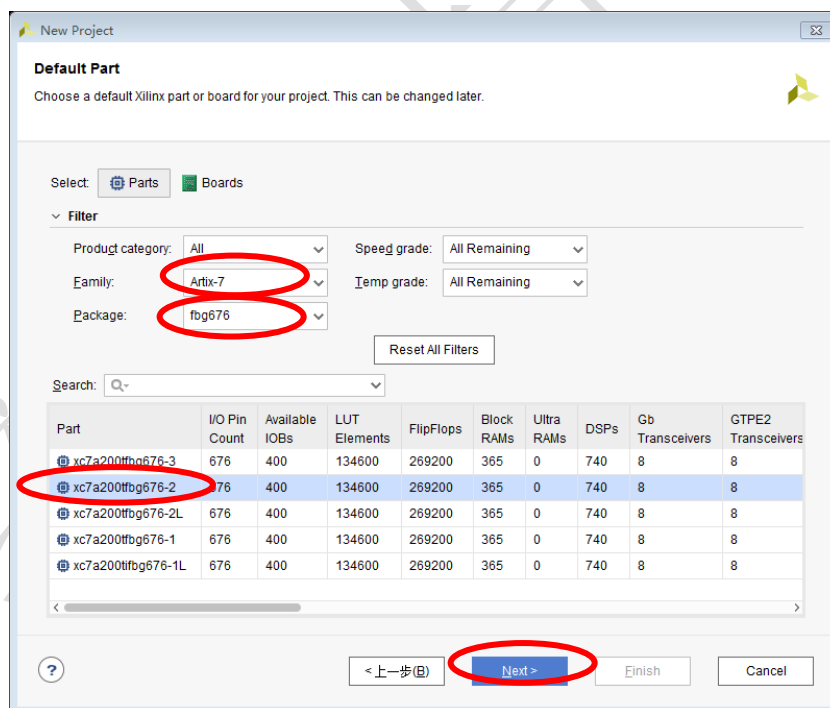 New Project
Default Part
Choose a default Xilinx part or board for your project. This can be changed later.
Select: Parts Boards
Filter
Product category: All Speed grade: All Remaining
Family: Artix-7 Temp grade: All Remaining
Package: fbg676
Reset All Filters
Search: Q-
Part I/O Pin Count Available IOBs LUT Elements FlipFlops Block RAMs Ultra RAMs DSPs Gb Transceivers GTPE2 Transceivers
xc7a200tfbg676-3 676 400 134600 269200 365 0 740 8 8
xc7a200tfbg676-2 676 400 134600 269200 365 0 740 8 8
xc7a200tfbg676-2L 676 400 134600 269200 365 0 740 8 8
xc7a200tfbg676-1 676 400 134600 269200 365 0 740 8 8
xc7a200tifbg676-1L 676 400 134600 269200 365 0 740 8 8
? <上一步(B) Next > Finish Cancel